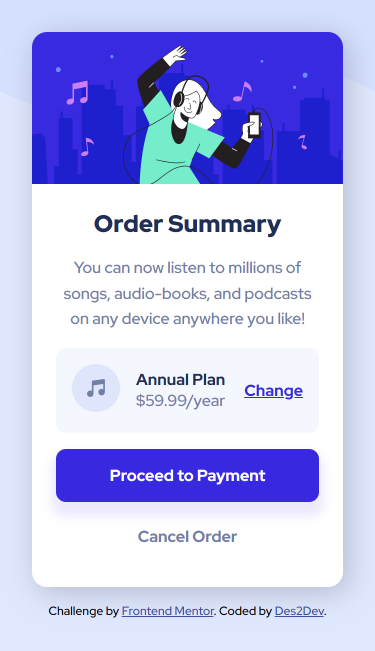 Order Summary
You can now listen to millions of
songs, audio-books, and podcasts
on any device anywhere you like!
Annual Plan
$59.99/year
Change
Proceed to Payment
Cancel Order
Challenge by Frontend Mentor. Coded by Des2Dev.